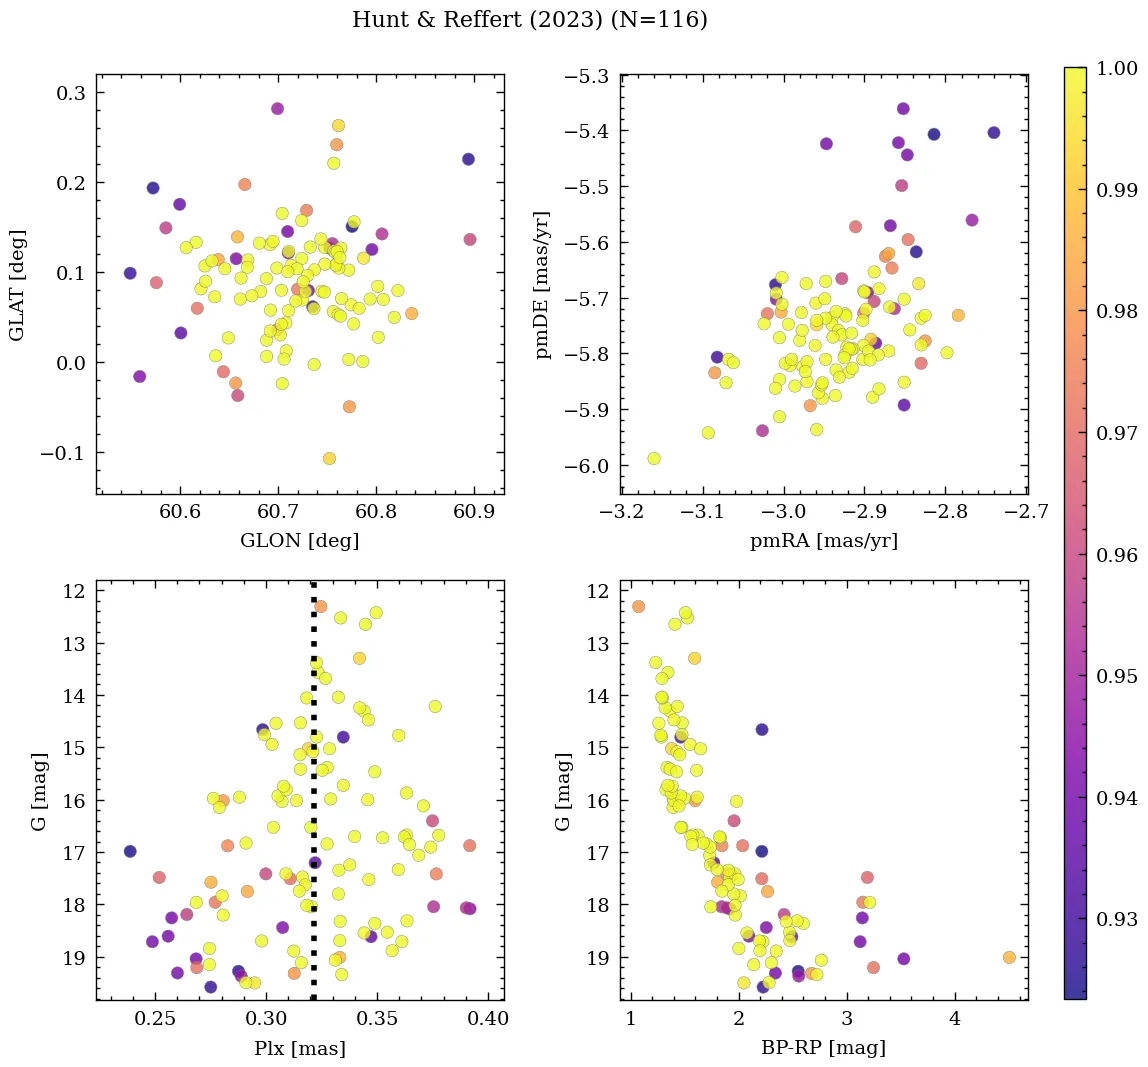 Hunt & Reffert (2023) (N=116)
0.3
0.2
0.1
0.0
−0.1
GLAT [deg]
60.6 60.7 60.8 60.9
GLON [deg]
−5.3
−5.4
−5.5
−5.6
−5.7
−5.8
−5.9
−6.0
pmDE [mas/yr]
−3.2 −3.1 −3.0 −2.9 −2.8 −2.7
pmRA [mas/yr]
12
13
14
15
16
17
18
19
G [mag]
0.25 0.30 0.35 0.40
Plx [mas]
12
13
14
15
16
17
18
19
G [mag]
1 2 3 4
BP-RP [mag]
1.00
0.99
0.98
0.97
0.96
0.95
0.94
0.93